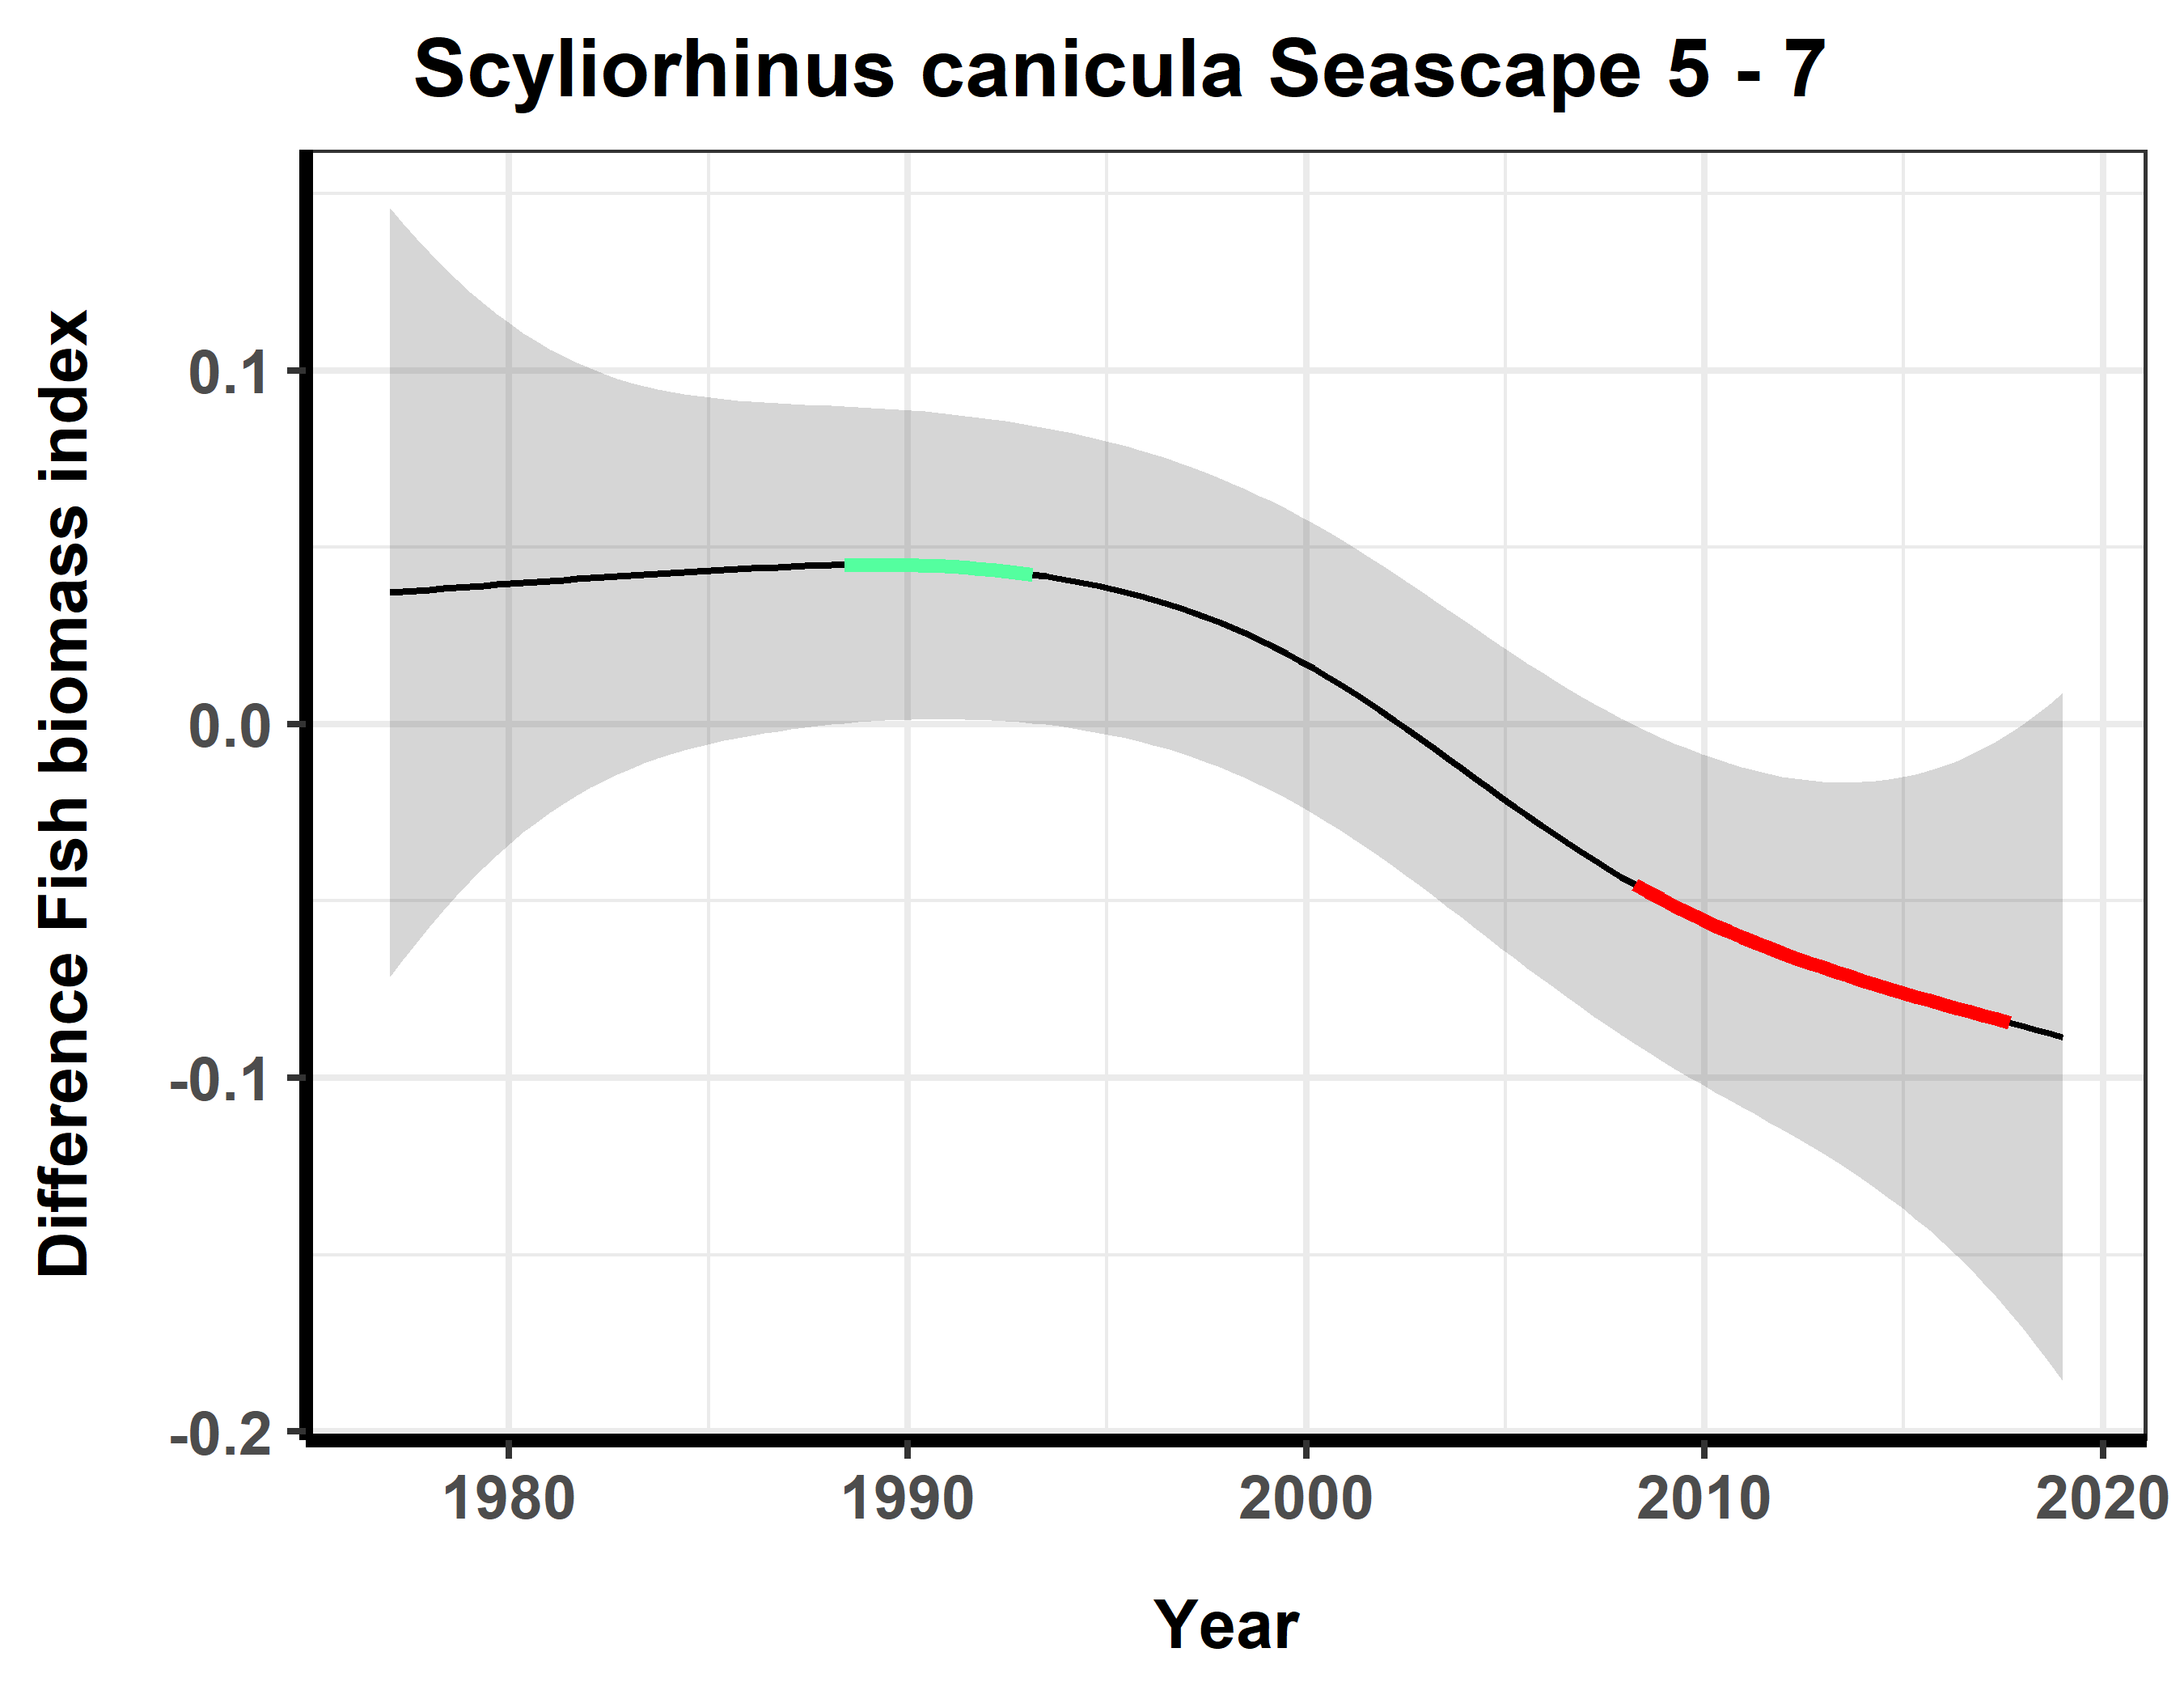 Scyliorhinus canicula Seascape 5 - 7
Difference Fish biomass index
0.1
0.0
-0.1
-0.2
1980 1990 2000 2010 2020
Year